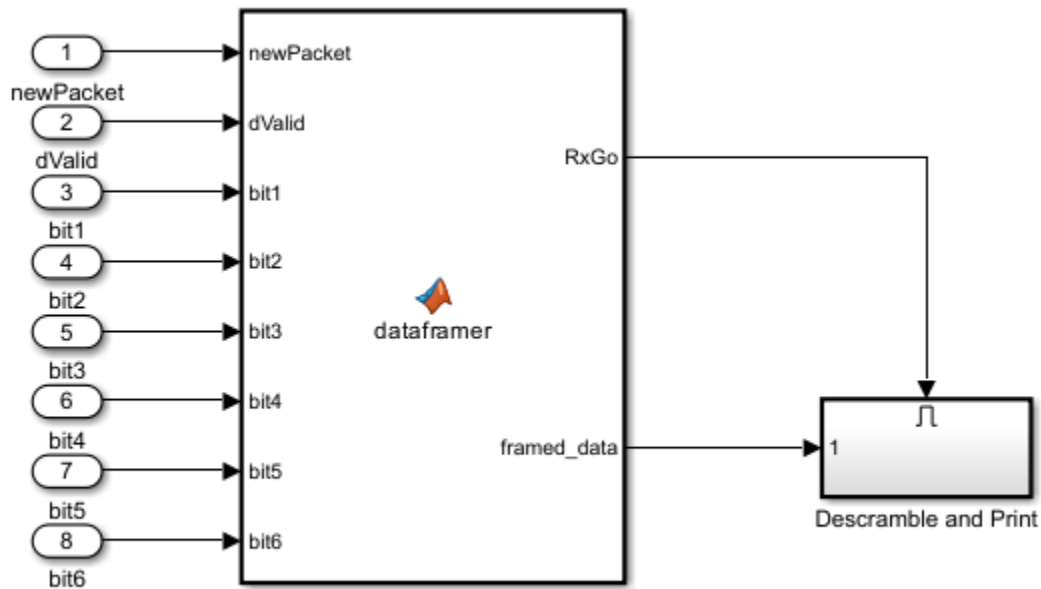 1
newPacket
newPacket
2
dValid
dValid
3
bit1
bit1
4
bit2
bit2
5
bit3
bit3
6
bit4
bit4
7
bit5
bit5
8
bit6
bit6
dataframer
RxGo
framed_data
1
Descramble and Print